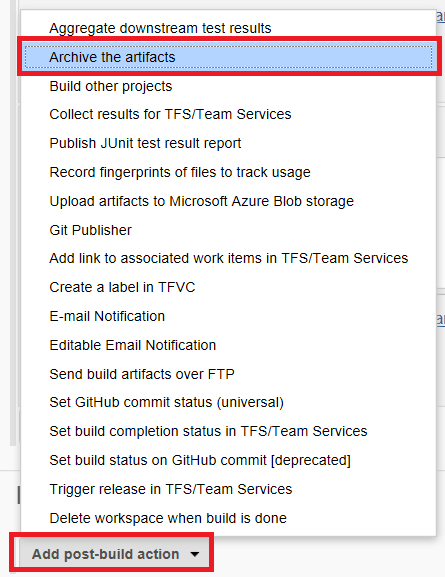 Aggregate downstream test results
Archive the artifacts
Build other projects
Collect results for TFS/Team Services
Publish JUnit test result report
Record fingerprints of files to track usage
Upload artifacts to Microsoft Azure Blob storage
Git Publisher
Add link to associated work items in TFS/Team Services
Create a label in TFVC
E-mail Notification
Editable Email Notification
Send build artifacts over FTP
Set GitHub commit status (universal)
Set build completion status in TFS/Team Services
Set build status on GitHub commit [deprecated]
Trigger release in TFS/Team Services
Delete workspace when build is done
Add post-build action